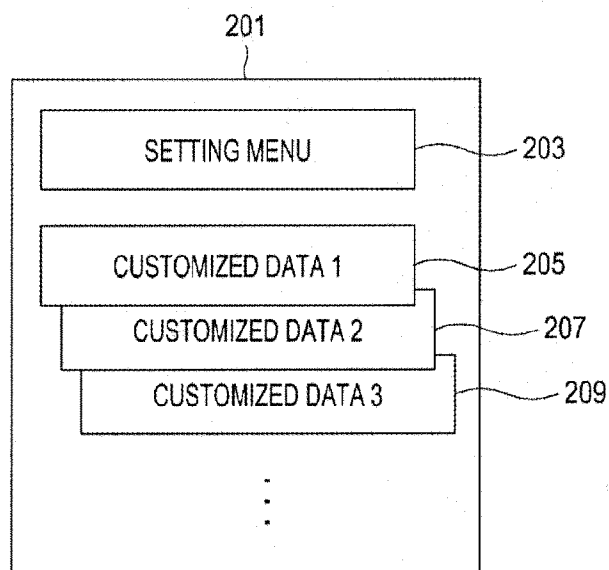 201
SETTING MENU
203
CUSTOMIZED DATA 1
205
CUSTOMIZED DATA 2
207
CUSTOMIZED DATA 3
209